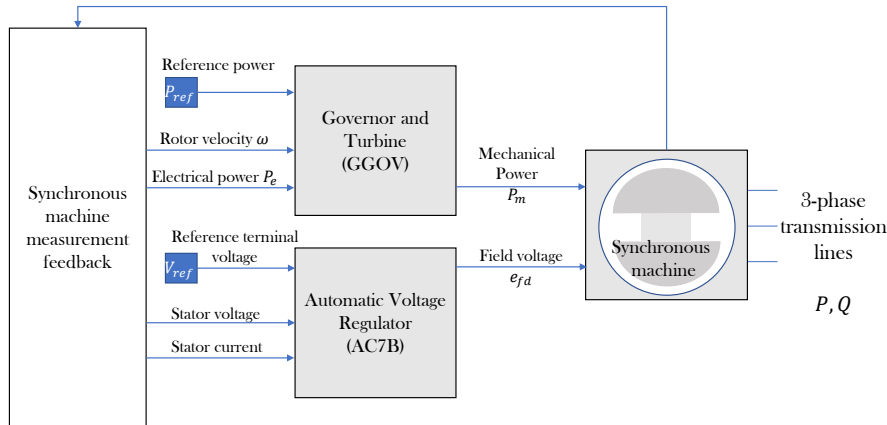 Reference power
P_ref
Rotor velocity ω
Electrical power P_e
Governor and
Turbine
(GGOV)
Mechanical
Power
P_m
Synchronous
machine
measurement
feedback
Reference terminal
voltage
V_ref
Stator voltage
Stator current
Automatic Voltage
Regulator
(AC7B)
Field voltage
e_fd
Synchronous
machine
3-phase
transmission
lines
P, Q